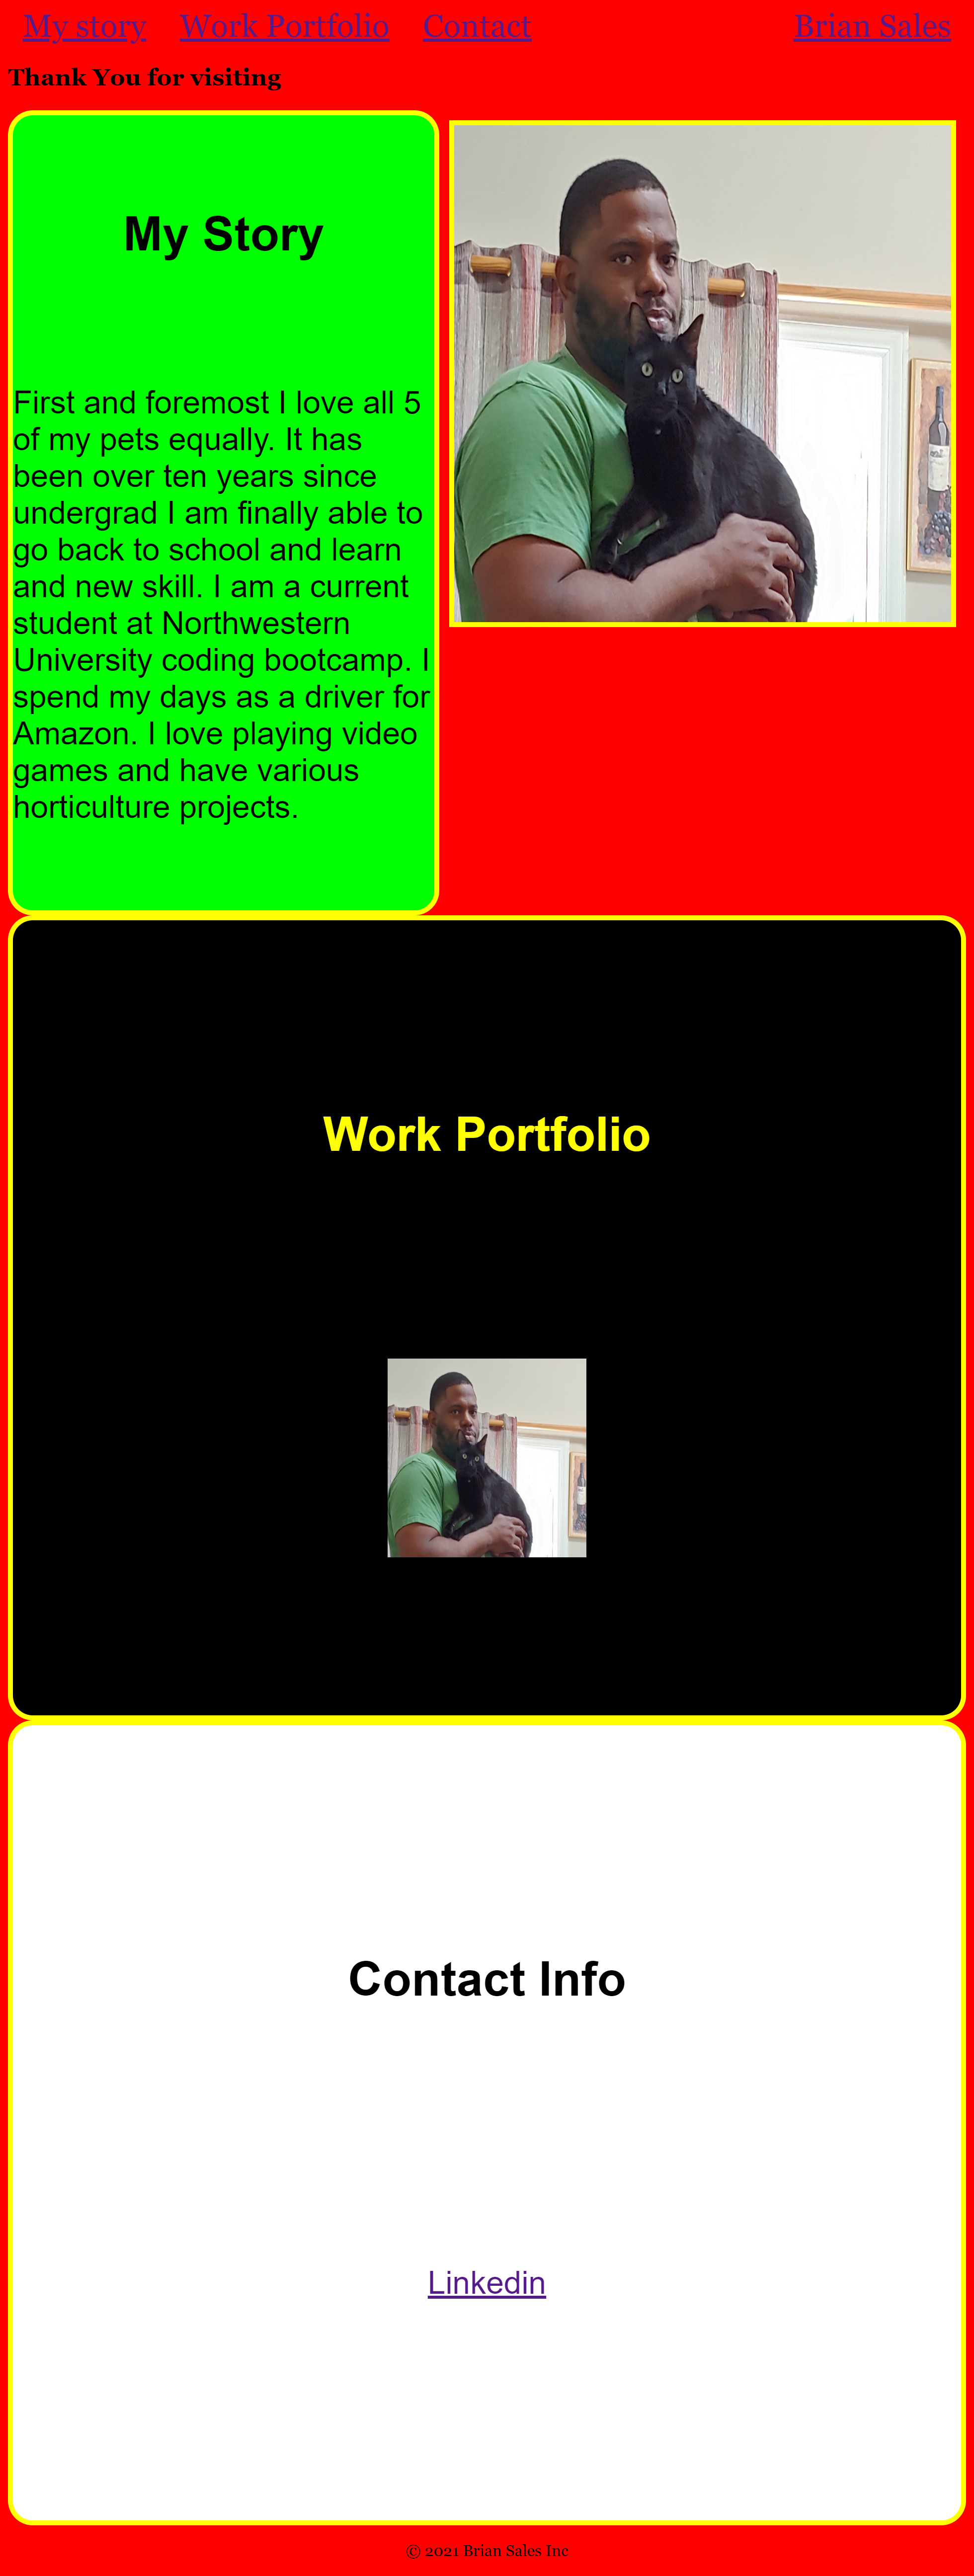 My story Work Portfolio Contact Brian Sales
Thank You for visiting
My Story
First and foremost I love all 5
of my pets equally. It has
been over ten years since
undergrad I am finally able to
go back to school and learn
and new skill. I am a current
student at Northwestern
University coding bootcamp. I
spend my days as a driver for
Amazon. I love playing video
games and have various
horticulture projects.
Work Portfolio
Contact Info
Linkedin
© 2021 Brian Sales Inc